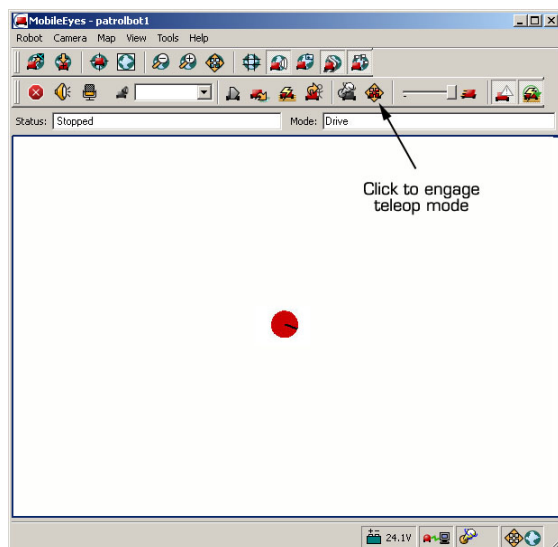 MobileEyes - patrolbot1
Robot Camera Map View Tools Help
Status: Stopped Mode: Drive
Click to engage
teleop mode
24.1V